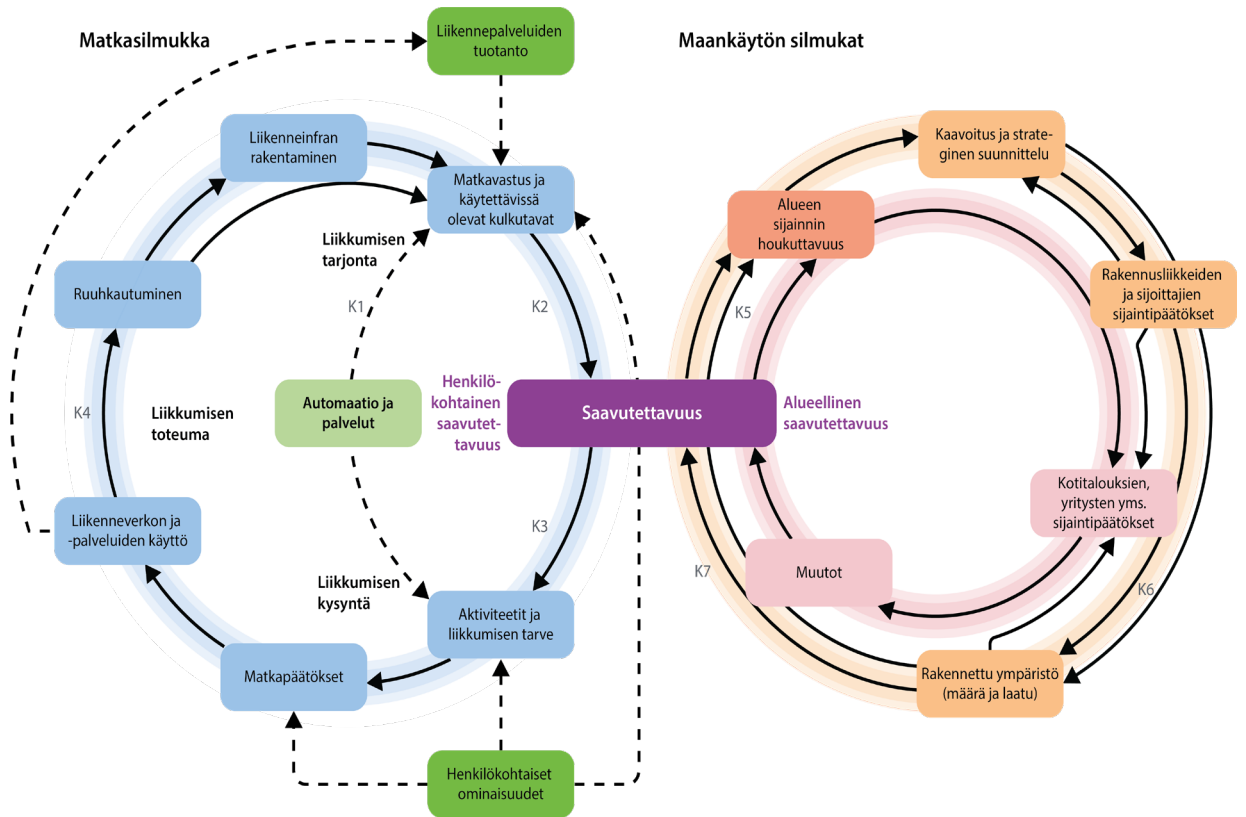 Matkasilmukka
Liikennepalveluiden
tuotanto
Maankäytön silmukat
Liikenneinfran
rakentaminen
Matkavastus ja
käytettävissä
olevat kulkutavat
Liikkumisen
tarjonta
Ruuhkautuminen
K1
K2
K4
Liikkumisen
toteuma
Automaatio ja
palvelut
Henkilö-
kohtainen
saavutet-
tavuus
Saavutettavuus
Alueellinen
saavutettavuus
Liikenneverkon ja
-palveluiden käyttö
K3
Liikkumisen
kysyntä
Aktiviteetit ja
liikkumisen tarve
Matkapäätökset
Henkilökohtaiset
ominaisuudet
Kaavoitus ja strate-
ginen suunnittelu
Alueen
sijainnin
houkuttavuus
Rakennusliikkeiden
ja sijoittajien
sijaintipäätökset
K5
Kotitalouksien,
yritysten yms.
sijaintipäätökset
Muutot
K7
K6
Rakennettu ympäristö
(määrä ja laatu)